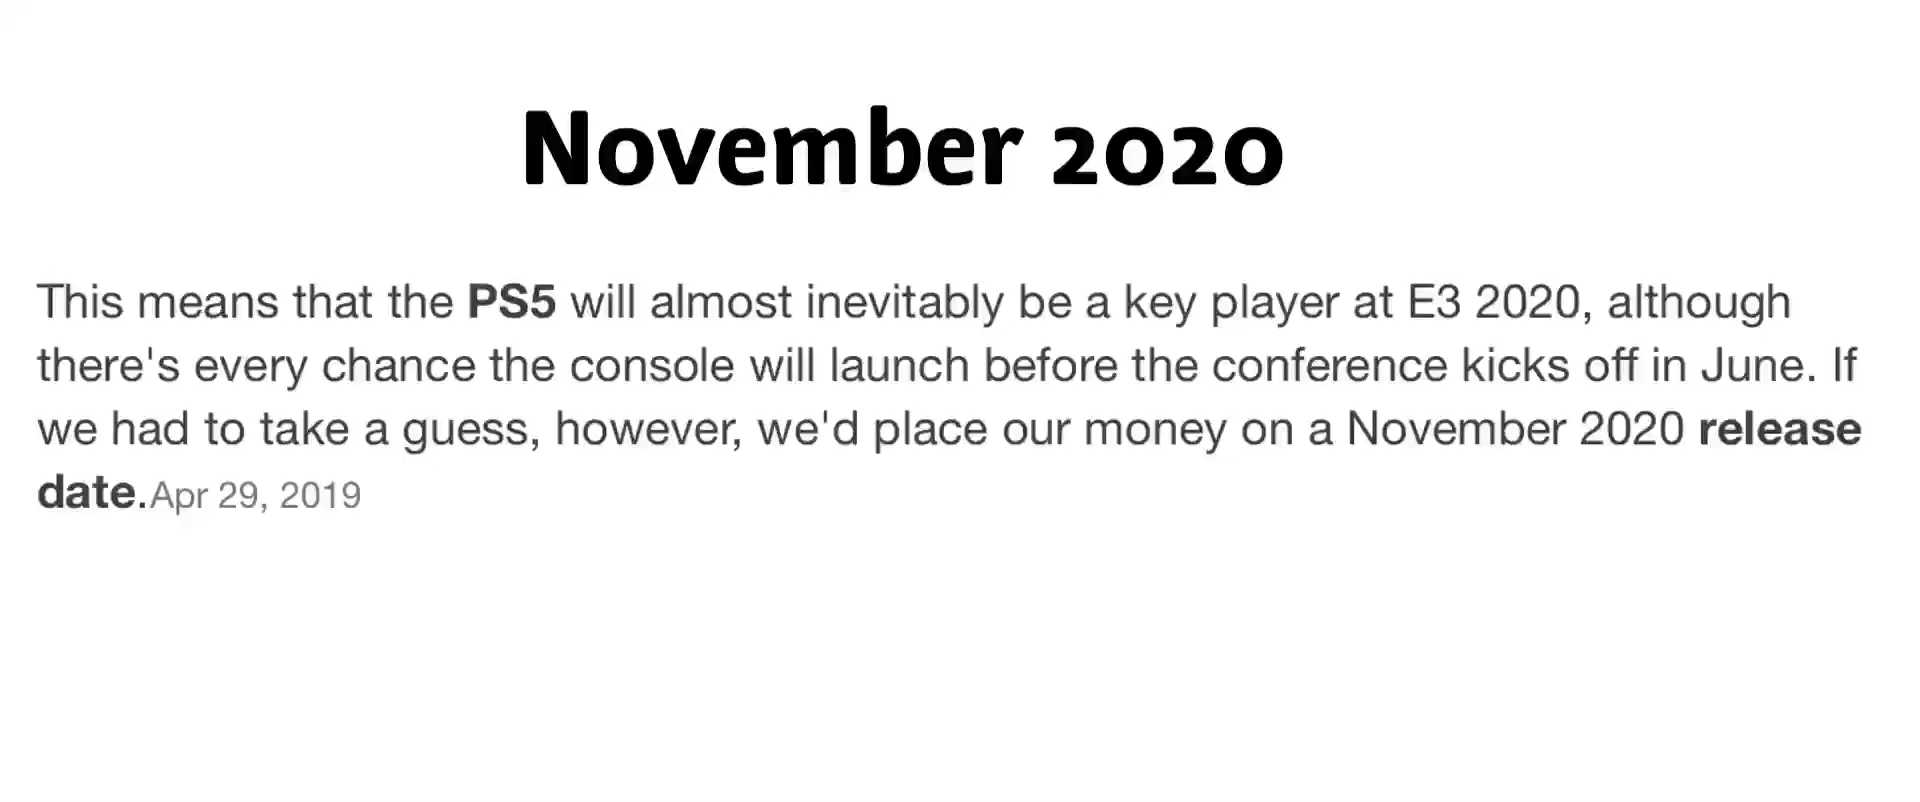 November 2020
This means that the PS5 will almost inevitably be a key player at E3 2020, although
there's every chance the console will launch before the conference kicks off in June. If
we had to take a guess, however, we'd place our money on a November 2020 release
date.Apr 29, 2019